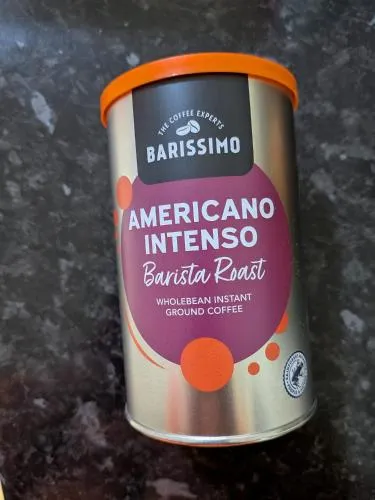 THE COFFEE EXPERTS
BARISSIMO
AMERICANO
INTENSO
Barista Roast
WHOLEBEAN INSTANT
GROUND COFFEE